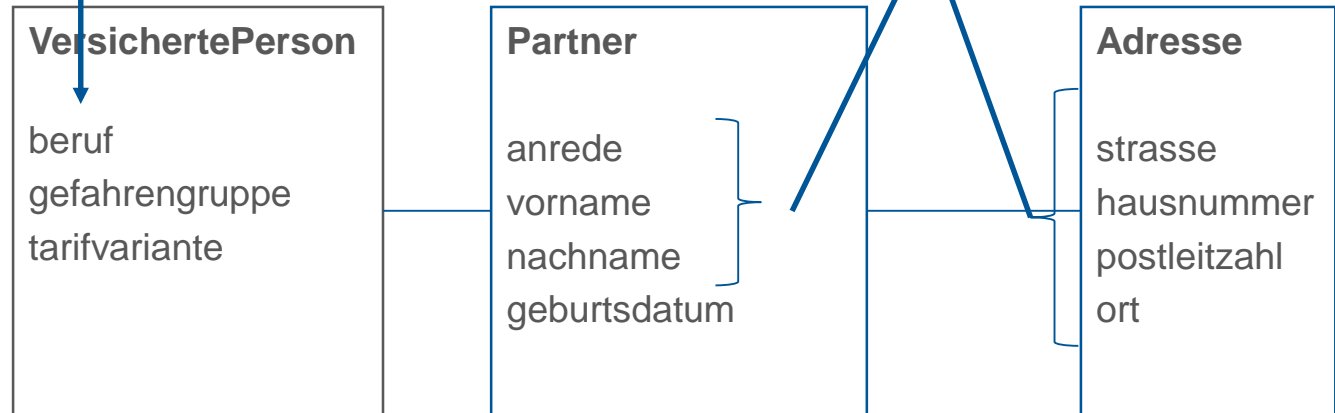 VersichertePerson
beruf
gefahrengruppe
tarifvariante
Partner
anrede
vorname
nachname
geburtsdatum
Adresse
strasse
hausnummer
postleitzahl
ort